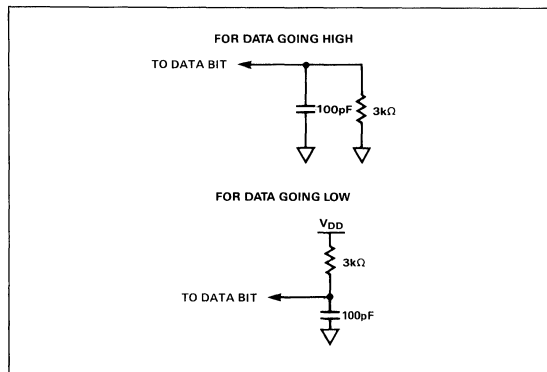 FOR DATA GOING HIGH
TO DATA BIT
100pF
3kΩ
FOR DATA GOING LOW
VDD
3kΩ
TO DATA BIT
100pF